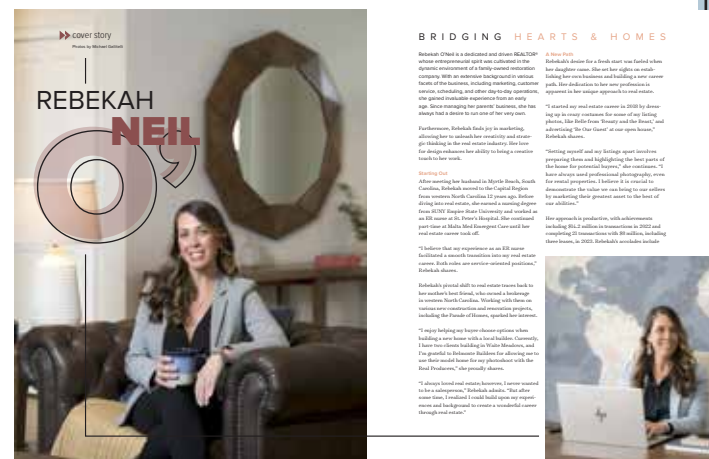 cover story
Photos by Michael Gallitelli
REBEKAH
O'NEIL
BRIDGING HEARTS & HOMES
Rebekah O'Neil is a dedicated and driven REALTOR®
whose entrepreneurial spirit was cultivated in the
dynamic environment of a family-owned restoration
company. With an extensive background in various
facets of the business, including marketing, customer
service, scheduling, and other day-to-day operations,
she gained invaluable experience from an early
age. Since managing her parents' business, she has
always had a desire to run one of her very own.
Furthermore, Rebekah finds joy in marketing,
allowing her to unleash her creativity and strate-
gic thinking in the real estate industry. Her love
for design enhances her ability to bring a creative
touch to her work.
Starting Out
After meeting her husband in Myrtle Beach, South
Carolina, Rebekah moved to the Capital Region
from western North Carolina 12 years ago. Before
diving into real estate, she earned a nursing degree
from SUNY Empire State University and worked as
an ER nurse at St. Peter's Hospital. She continued
part-time at Malta Med Emergent Care until her
real estate career took off.
"I believe that my experience as an ER nurse
facilitated a smooth transition into my real estate
career. Both roles are service-oriented positions,"
Rebekah shares.
Rebekah's pivotal shift to real estate traces back to
her mother's best friend, who owned a brokerage
in western North Carolina. Working with them on
various new construction and renovation projects,
including the Parade of Homes, sparked her interest.
"I enjoy helping my buyer choose options when
building a new home with a local builder. Currently,
I have two clients building in Waite Meadows, and
I'm grateful to Belmonte Builders for allowing me to
use their model home for my photoshoot with the
Real Producers," she proudly shares.
"I always loved real estate; however, I never wanted
to be a salesperson," Rebekah admits. "But after
some time, I realized I could build upon my experi-
ences and background to create a wonderful career
through real estate."
A New Path
Rebekah's desire for a fresh start was fueled when
her daughter came. She set her sights on estab-
lishing her own business and building a new career
path. Her dedication to her new profession is
apparent in her unique approach to real estate.
"I started my real estate career in 2018 by dress-
ing up in crazy costumes for some of my listing
photos, like Belle from 'Beauty and the Beast,' and
advertising 'Be Our Guest' at our open house,"
Rebekah shares.
"Setting myself and my listings apart involves
preparing them and highlighting the best parts of
the home for potential buyers," she continues. "I
have always used professional photography, even
for rental properties. I believe it is crucial to
demonstrate the value we can bring to our sellers
by marketing their greatest asset to the best of
our abilities."
Her approach is productive, with achievements
including $14.2 million in transactions in 2022 and
completing 21 transactions with $8 million, including
three leases, in 2023. Rebekah's accolades include
hp